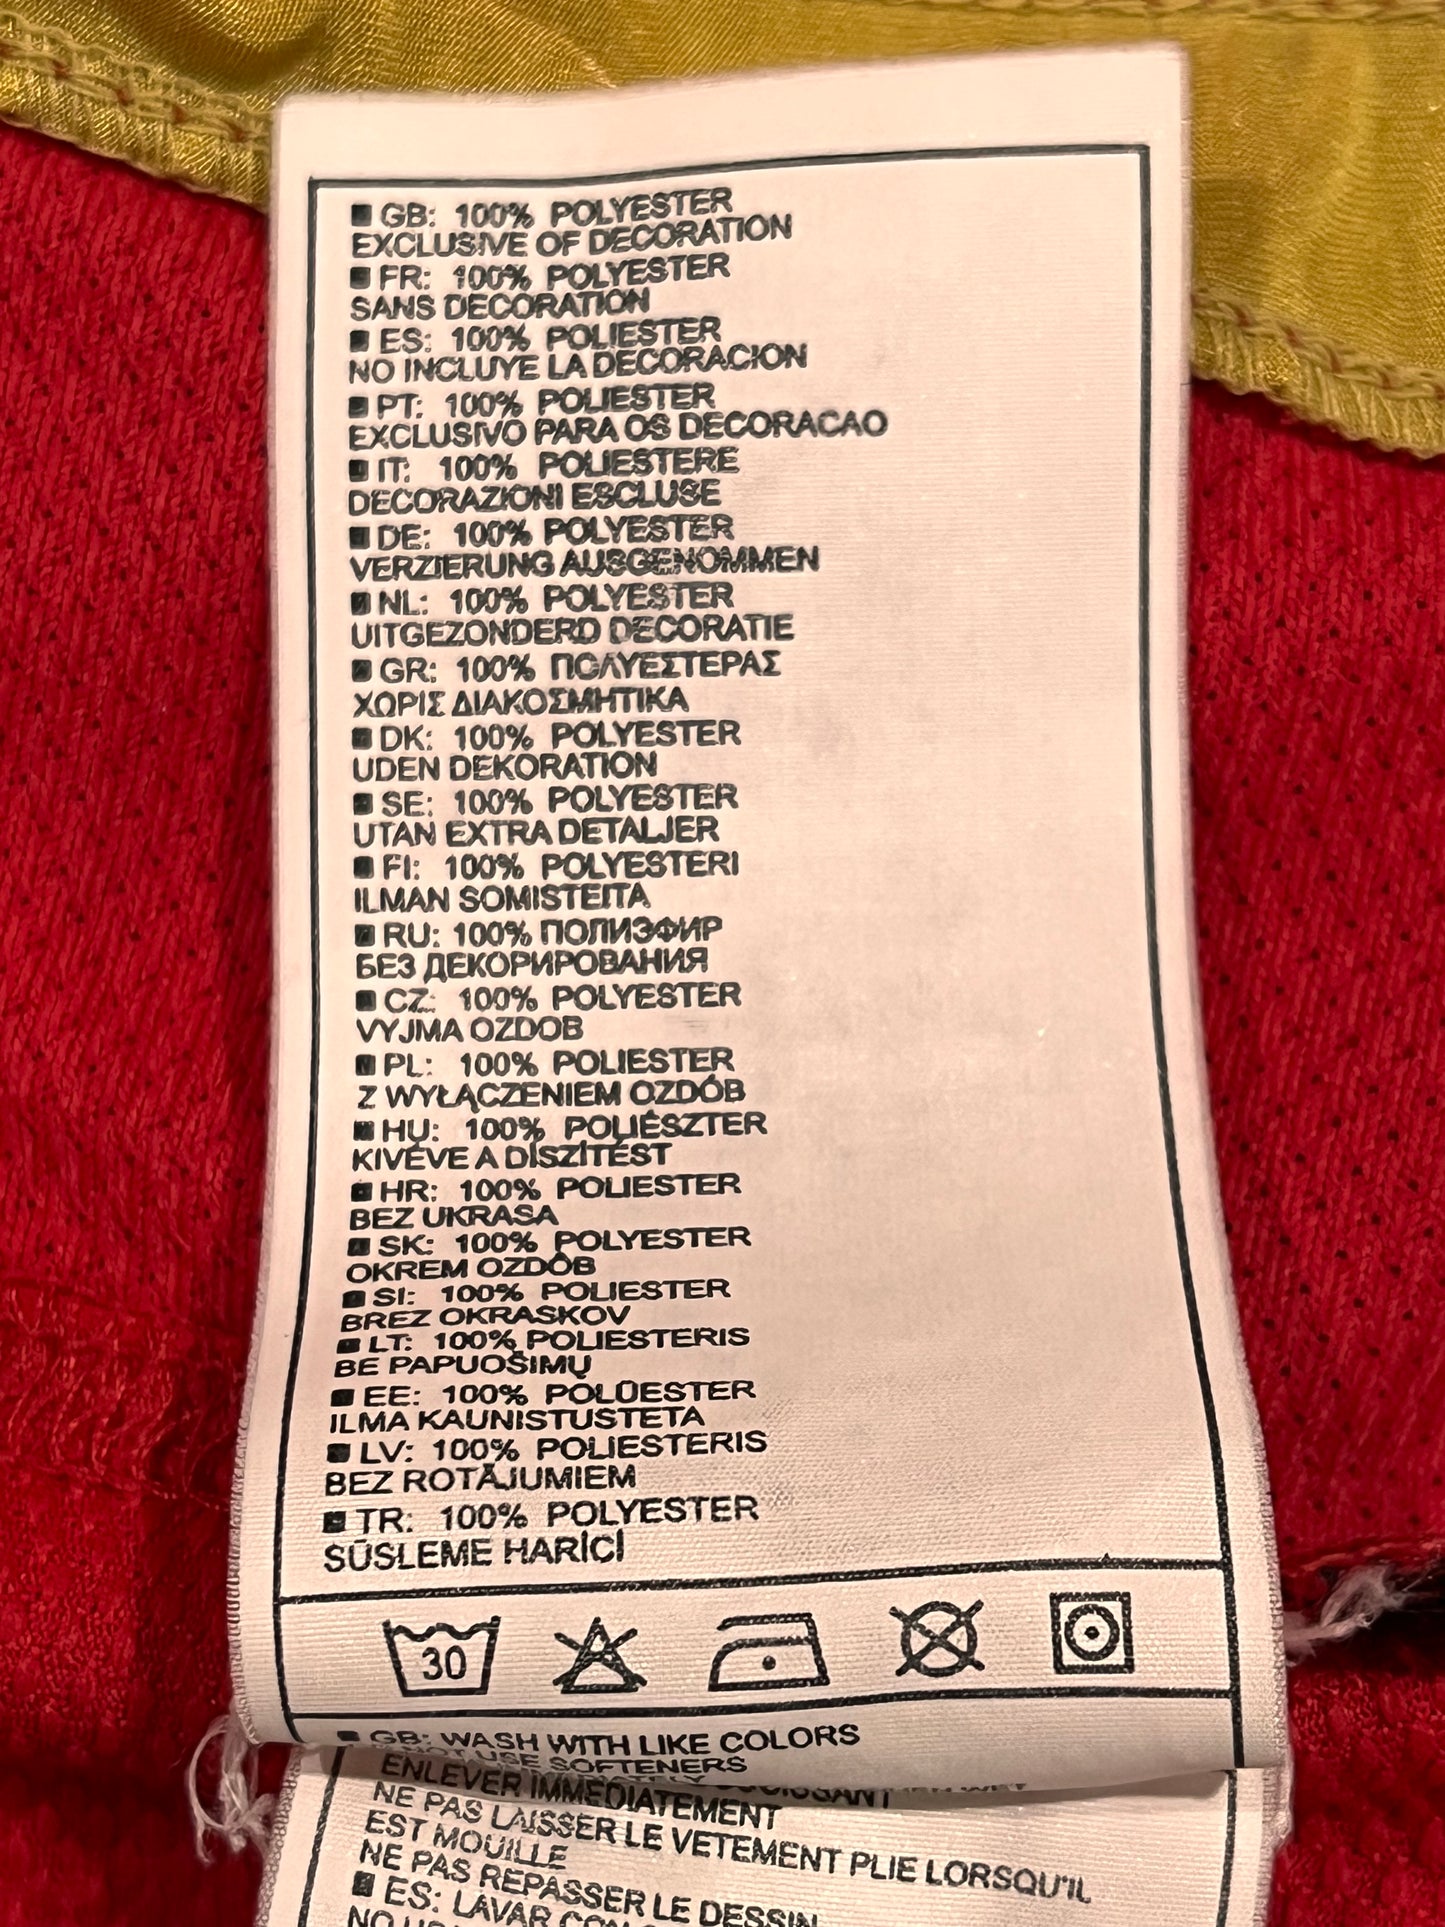 ■ GB: 100% POLYESTER
EXCLUSIVE OF DECORATION
■ FR: 100% POLYESTER
SANS DECORATION
■ ES: 100% POLIESTER
NO INCLUYE LA DECORACION
■ PT: 100% POLIESTER
EXCLUSIVO PARA OS DECORACAO
■ IT: 100% POLIESTERE
DECORAZIONI ESCLUSE
■ DE: 100% POLYESTER
VERZIERUNG AUSGENOMMEN
■ NL: 100% POLYESTER
UITGEZONDERD DECORATIE
■ GR: 100% ΠΟΛΥΕΣΤΕΡΑΣ
ΧΩΡΙΣ ΔΙΑΚΟΣΜΗΤΙΚΑ
■ DK: 100% POLYESTER
UDEN DEKORATION
■ SE: 100% POLYESTER
UTAN EXTRA DETALJER
■ FI: 100% POLYESTERI
ILMAN SOMISTEITA
■ RU: 100% ПОЛИЭФИР
БЕЗ ДЕКОРИРОВАНИЯ
■ CZ: 100% POLYESTER
VYJMA OZDOB
■ PL: 100% POLIESTER
Z WYŁĄCZENIEM OZDÓB
■ HU: 100% POLIÉSZTER
KIVÉVE A DÍSZÍTÉST
■ HR: 100% POLIESTER
BEZ UKRASA
■ SK: 100% POLYESTER
OKREM OZDÔB
■ SI: 100% POLIESTER
BREZ OKRASKOV
■ LT: 100% POLIESTERIS
BE PAPUOŠIMŲ
■ EE: 100% POLÜESTER
ILMA KAUNISTUSTETA
■ LV: 100% POLIESTERIS
BEZ ROTĀJUMIEM
■ TR: 100% POLYESTER
SÜSLEME HARİCİ
30
■ GB: WASH WITH LIKE COLORS
NOT USE SOFTENERS
ENLEVER IMMEDIATEMENT
NE PAS LAISSER LE VETEMENT PLIE LORSQU'IL
EST MOUILLE
NE PAS REPASSER LE DESSIN
■ ES: LAVAR CON